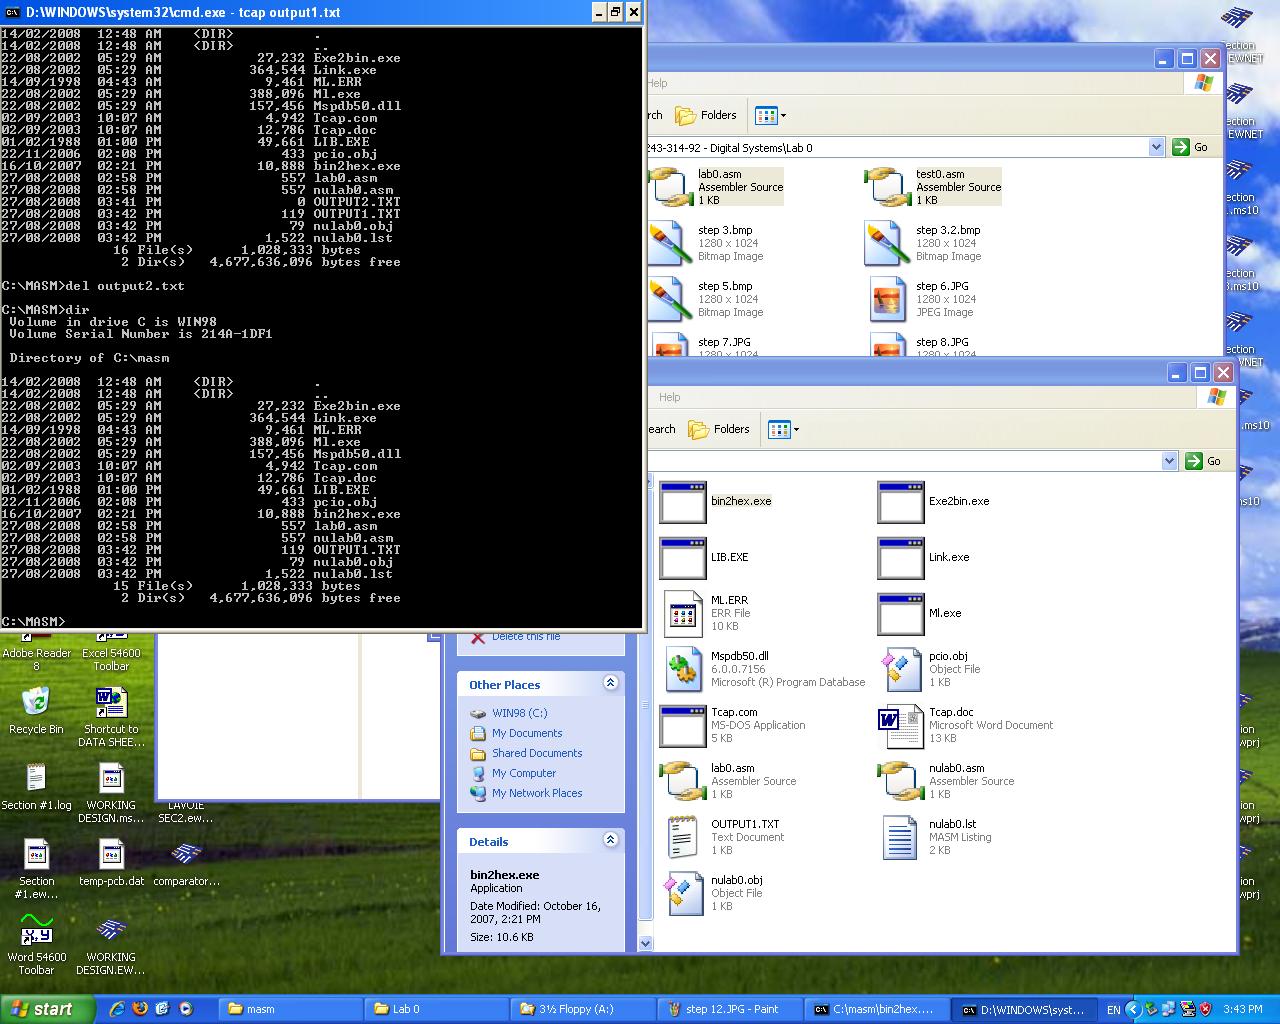 D:\WINDOWS\system32\cmd.exe - tcap output1.txt
14/02/2008 12:48 AM <DIR> .
14/02/2008 12:48 AM <DIR> ..
22/08/2002 05:29 AM 27,232 Exe2bin.exe
22/08/2002 05:29 AM 364,544 Link.exe
14/09/1998 04:43 AM 9,461 ML.ERR
22/08/2002 05:29 AM 388,096 Ml.exe
22/08/2002 05:29 AM 157,456 Mspdb50.dll
02/09/2003 10:07 AM 4,942 Tcap.com
02/09/2003 10:07 AM 12,786 Tcap.doc
01/02/1988 01:00 PM 49,661 LIB.EXE
22/11/2006 02:08 PM 433 pcio.obj
16/10/2007 02:21 PM 10,888 bin2hex.exe
27/08/2008 02:58 PM 557 lab0.asm
27/08/2008 02:58 PM 557 nulab0.asm
27/08/2008 03:41 PM 0 OUTPUT2.TXT
27/08/2008 03:42 PM 119 OUTPUT1.TXT
27/08/2008 03:42 PM 79 nulab0.obj
27/08/2008 03:42 PM 1,522 nulab0.lst
16 File(s) 1,028,333 bytes
2 Dir(s) 4,677,636,096 bytes free
C:\MASM>del output2.txt
C:\MASM>dir
Volume in drive C is WIN98
Volume Serial Number is 214A-1DF1
Directory of C:\masm
14/02/2008 12:48 AM <DIR> .
14/02/2008 12:48 AM <DIR> ..
22/08/2002 05:29 AM 27,232 Exe2bin.exe
22/08/2002 05:29 AM 364,544 Link.exe
14/09/1998 04:43 AM 9,461 ML.ERR
22/08/2002 05:29 AM 388,096 Ml.exe
22/08/2002 05:29 AM 157,456 Mspdb50.dll
02/09/2003 10:07 AM 4,942 Tcap.com
02/09/2003 10:07 AM 12,786 Tcap.doc
01/02/1988 01:00 PM 49,661 LIB.EXE
22/11/2006 02:08 PM 433 pcio.obj
16/10/2007 02:21 PM 10,888 bin2hex.exe
27/08/2008 02:58 PM 557 lab0.asm
27/08/2008 02:58 PM 557 nulab0.asm
27/08/2008 03:42 PM 119 OUTPUT1.TXT
27/08/2008 03:42 PM 79 nulab0.obj
27/08/2008 03:42 PM 1,522 nulab0.lst
15 File(s) 1,028,333 bytes
2 Dir(s) 4,677,636,096 bytes free
C:\MASM>
Help
rch Folders
243-314-92 - Digital Systems\Lab 0 Go
lab0.asm
Assembler Source
1 KB
test0.asm
Assembler Source
1 KB
step 3.bmp
1280 x 1024
Bitmap Image
step 3.2.bmp
1280 x 1024
Bitmap Image
step 5.bmp
1280 x 1024
Bitmap Image
step 6.JPG
1280 x 1024
JPEG Image
step 7.JPG
1280 x 1024
step 8.JPG
1280 x 1024
Help
earch Folders
Go
bin2hex.exe
Exe2bin.exe
LIB.EXE
Link.exe
ML.ERR
ERR File
10 KB
Ml.exe
Mspdb50.dll
6.0.0.7156
Microsoft (R) Program Database
pcio.obj
Object File
1 KB
Tcap.com
MS-DOS Application
5 KB
Tcap.doc
Microsoft Word Document
13 KB
lab0.asm
Assembler Source
1 KB
nulab0.asm
Assembler Source
1 KB
OUTPUT1.TXT
Text Document
1 KB
nulab0.lst
MASM Listing
2 KB
nulab0.obj
Object File
1 KB
Delete this file
Other Places
WIN98 (C:)
My Documents
Shared Documents
My Computer
My Network Places
Details
bin2hex.exe
Application
Date Modified: October 16,
2007, 2:21 PM
Size: 10.6 KB
Adobe Reader
8
Excel 54600
Toolbar
Recycle Bin
Shortcut to
DATA SHEE...
Section #1.log
WORKING
DESIGN.ms...
LAVOIE
SEC2.ew...
Section
#1.ew...
temp-pcb.dat
comparator...
Word 54600
Toolbar
WORKING
DESIGN.EW...
start
masm
Lab 0
3½ Floppy (A:)
step 12.JPG - Paint
C:\masm\bin2hex....
D:\WINDOWS\syst...
EN
3:43 PM